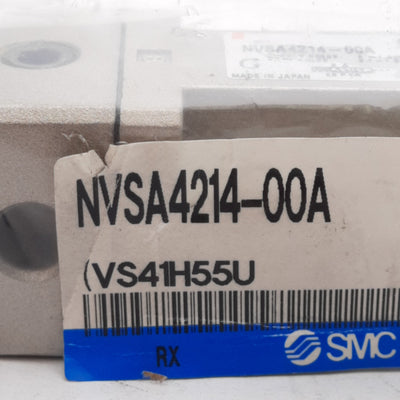 NVSA4214-00A
MADE IN JAPAN
NVSA4214-00A
(VS41H55U
RX
SMC